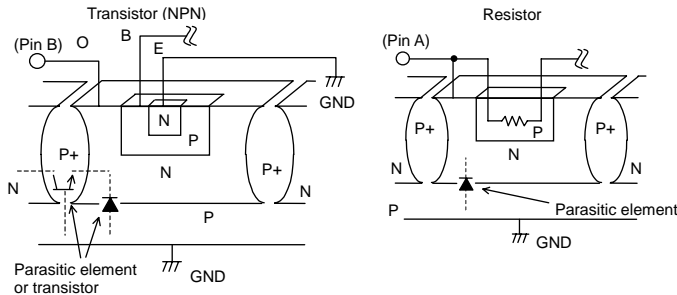 Transistor (NPN)
Resistor
(Pin B)
O
B
E
GND
(Pin A)
N
P
P+
P+
N
N
N
P
GND
Parasitic element
or transistor
P
P+
P+
N
N
N
Parasitic element
P
GND